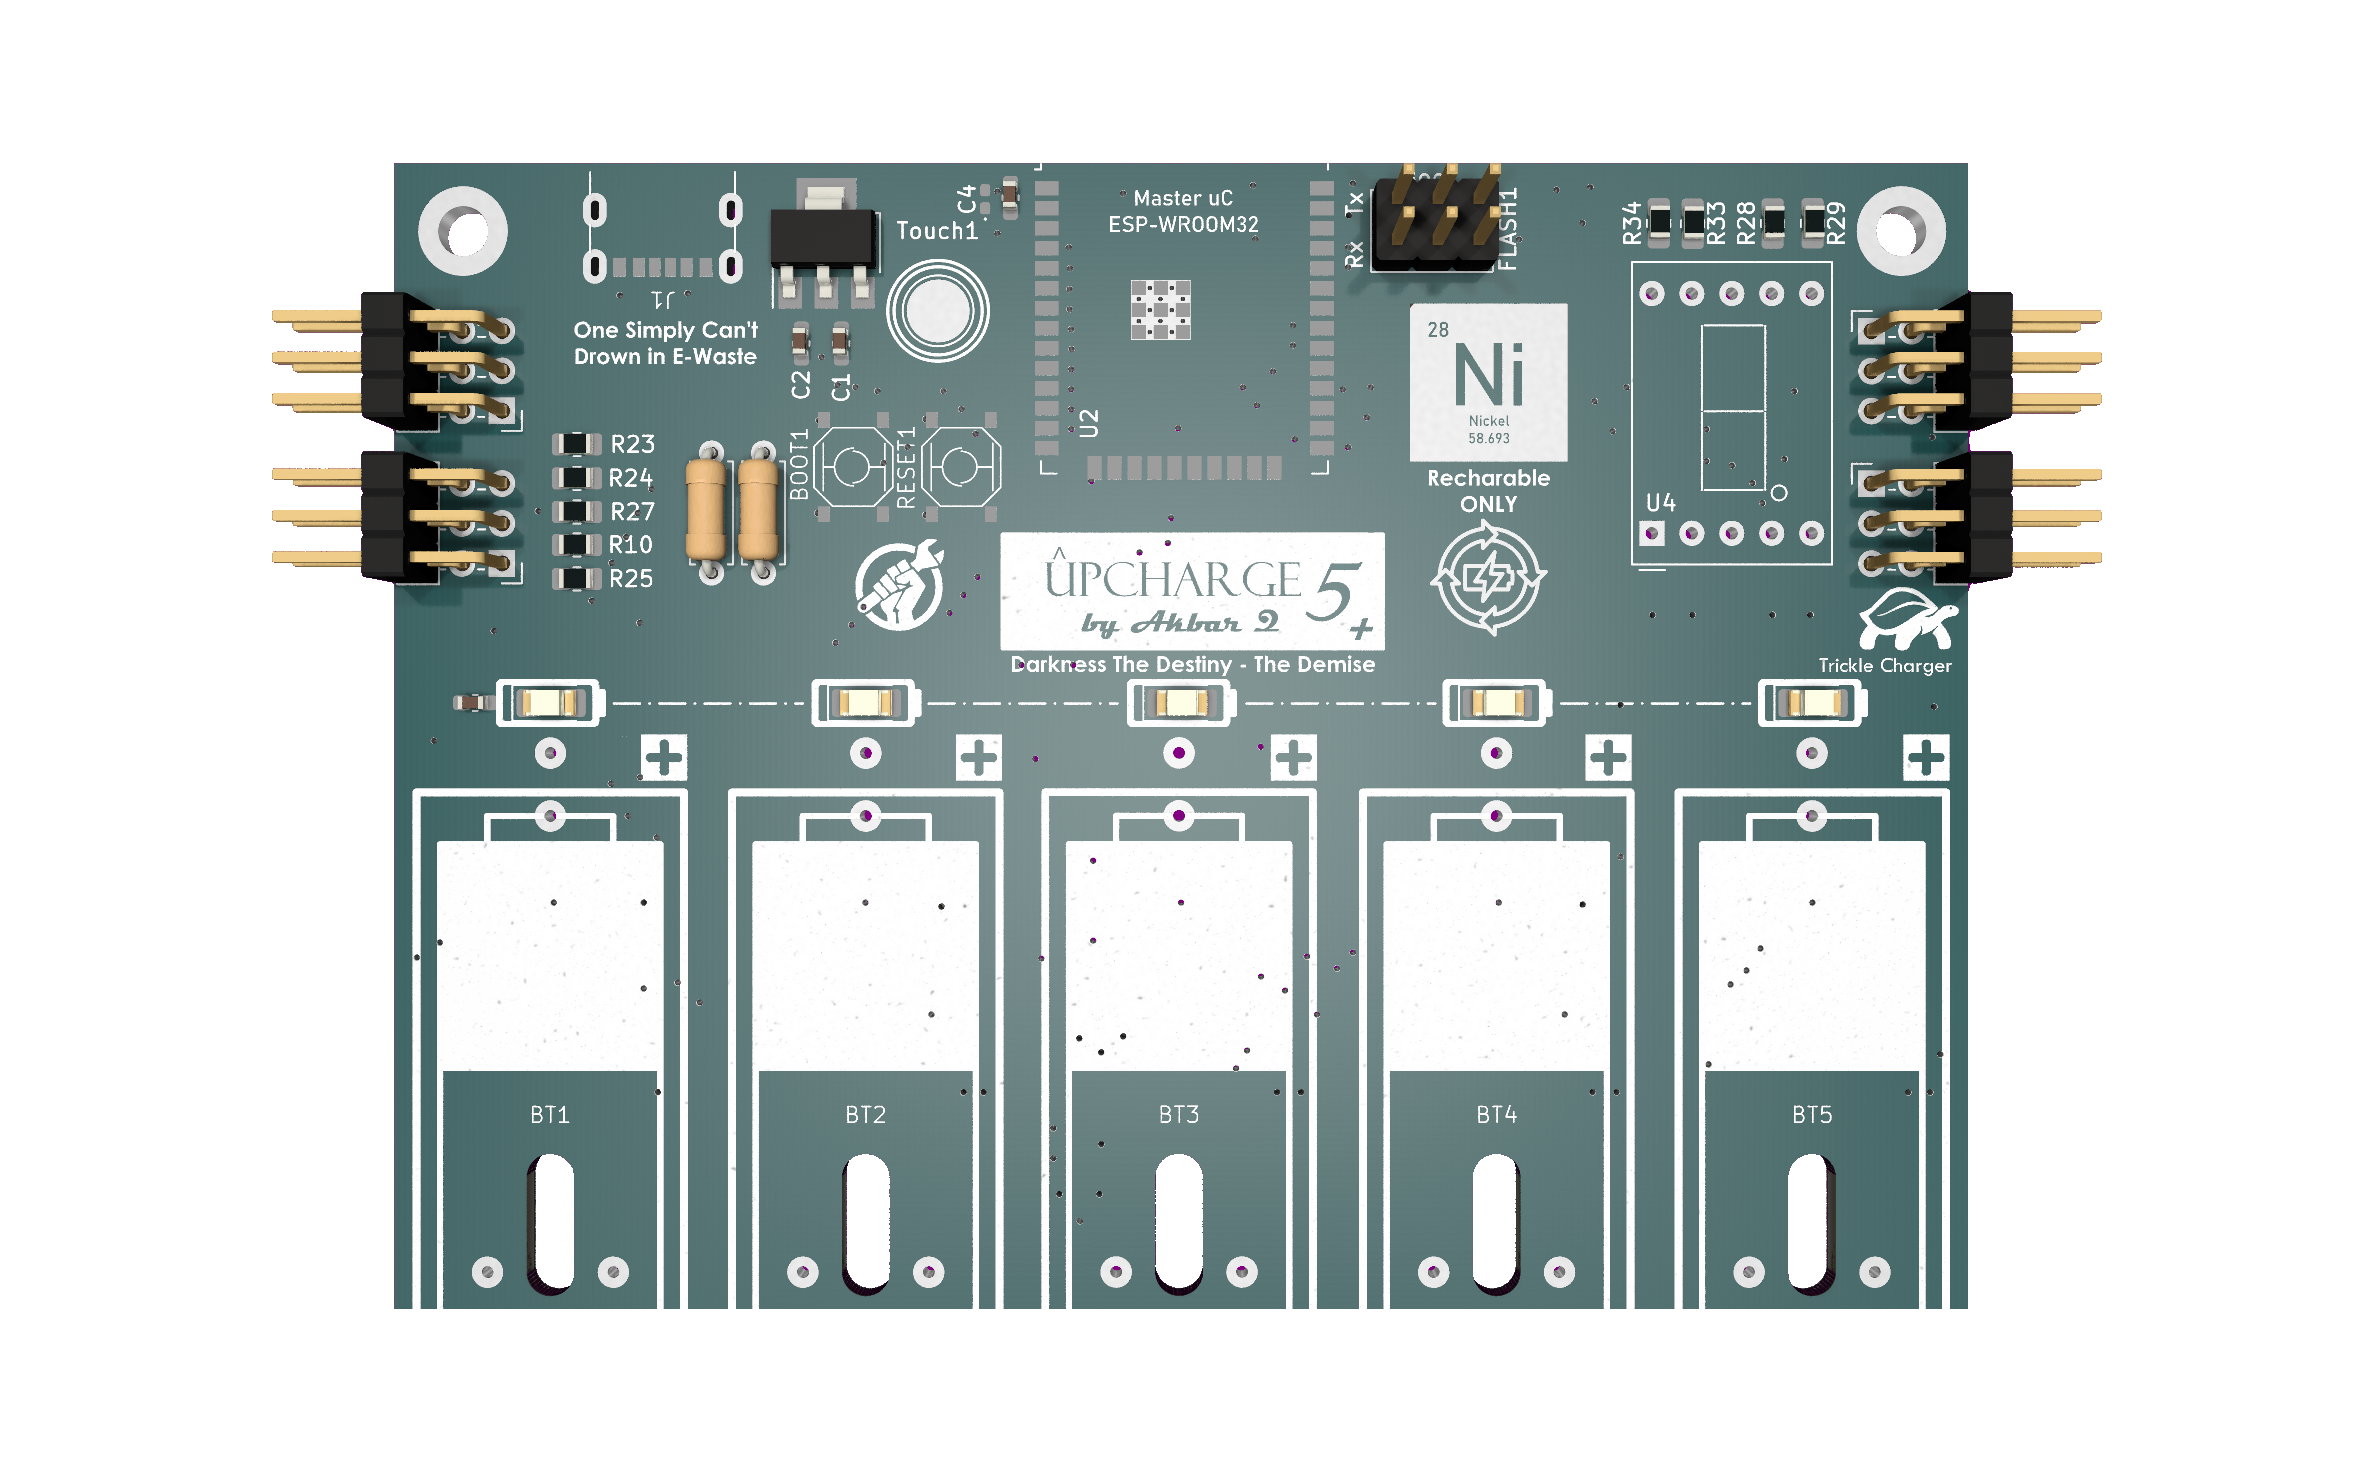 C4
Master uC
ESP-WROOM32
Tx
Rx
FLASH1
R34
R33
R28
R29
Touch1
J1
One Simply Can't
Drown in E-Waste
C2
C1
U2
28
Ni
Nickel
58.693
Recharable
ONLY
R23
R24
R27
R10
R25
BOOT1
RESET1
U4
ÛPCHARGE 5+
by Akbar 2
Darkness The Destiny - The Demise
Trickle Charger
+
+
+
+
+
BT1
BT2
BT3
BT4
BT5